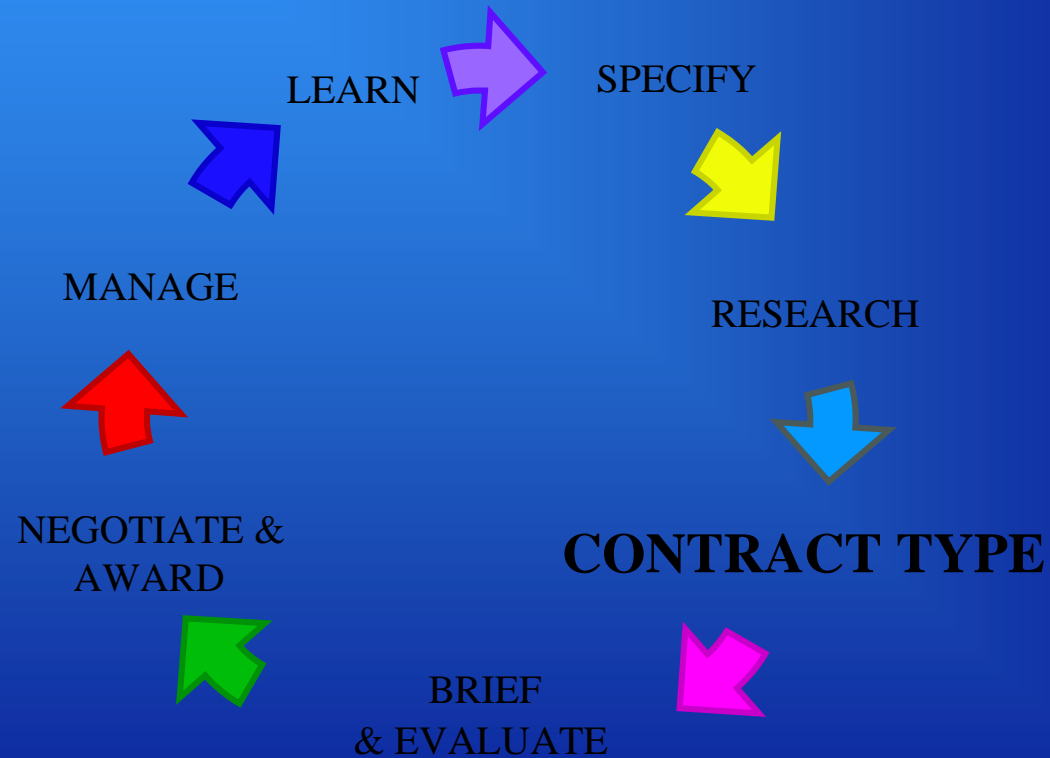 LEARN
SPECIFY
MANAGE
RESEARCH
NEGOTIATE &
AWARD
CONTRACT TYPE
BRIEF
& EVALUATE